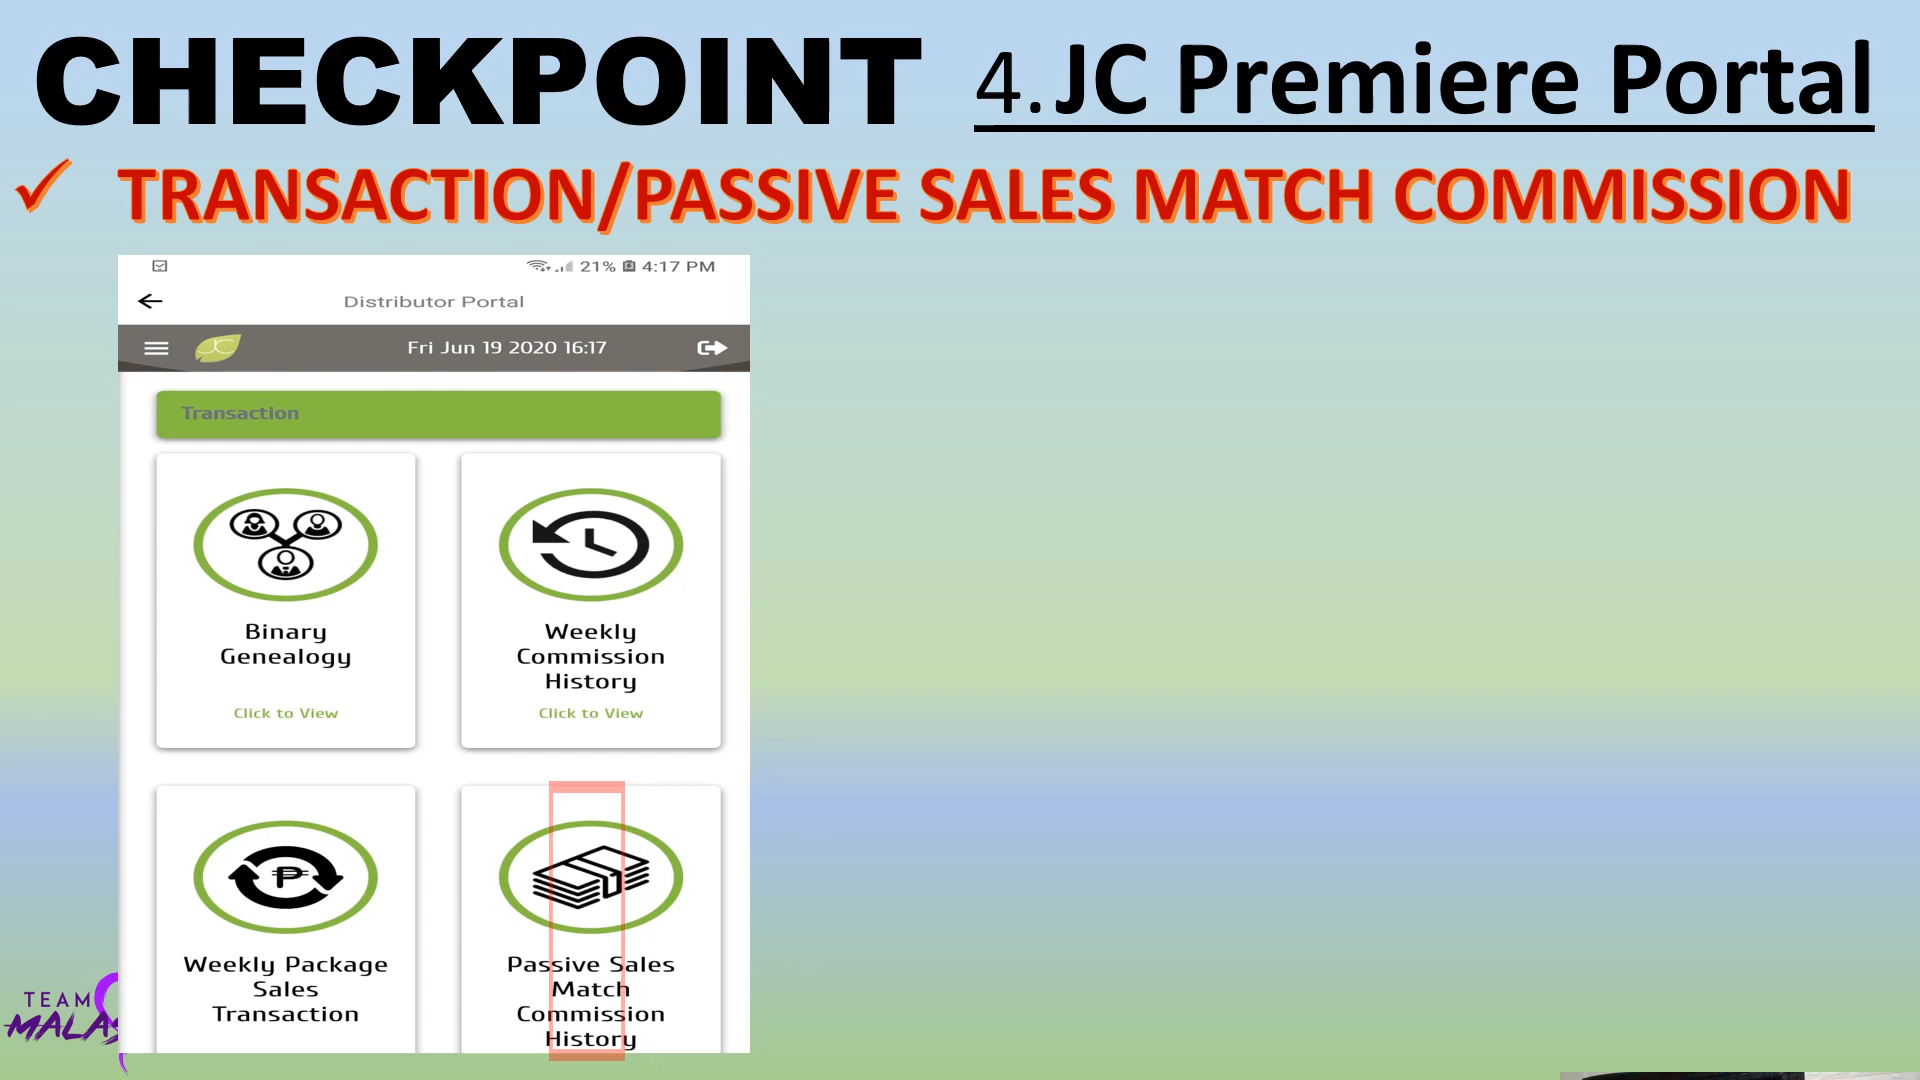 CHECKPOINT 4. JC Premiere Portal
✓ TRANSACTION/PASSIVE SALES MATCH COMMISSION
21% 4:17 PM
Distributor Portal
JC Fri Jun 19 2020 16:17
Transaction
Binary
Genealogy
Click to View
Weekly
Commission
History
Click to View
Weekly Package
Sales
Transaction
Passive Sales
Match
Commission
History
TEAM